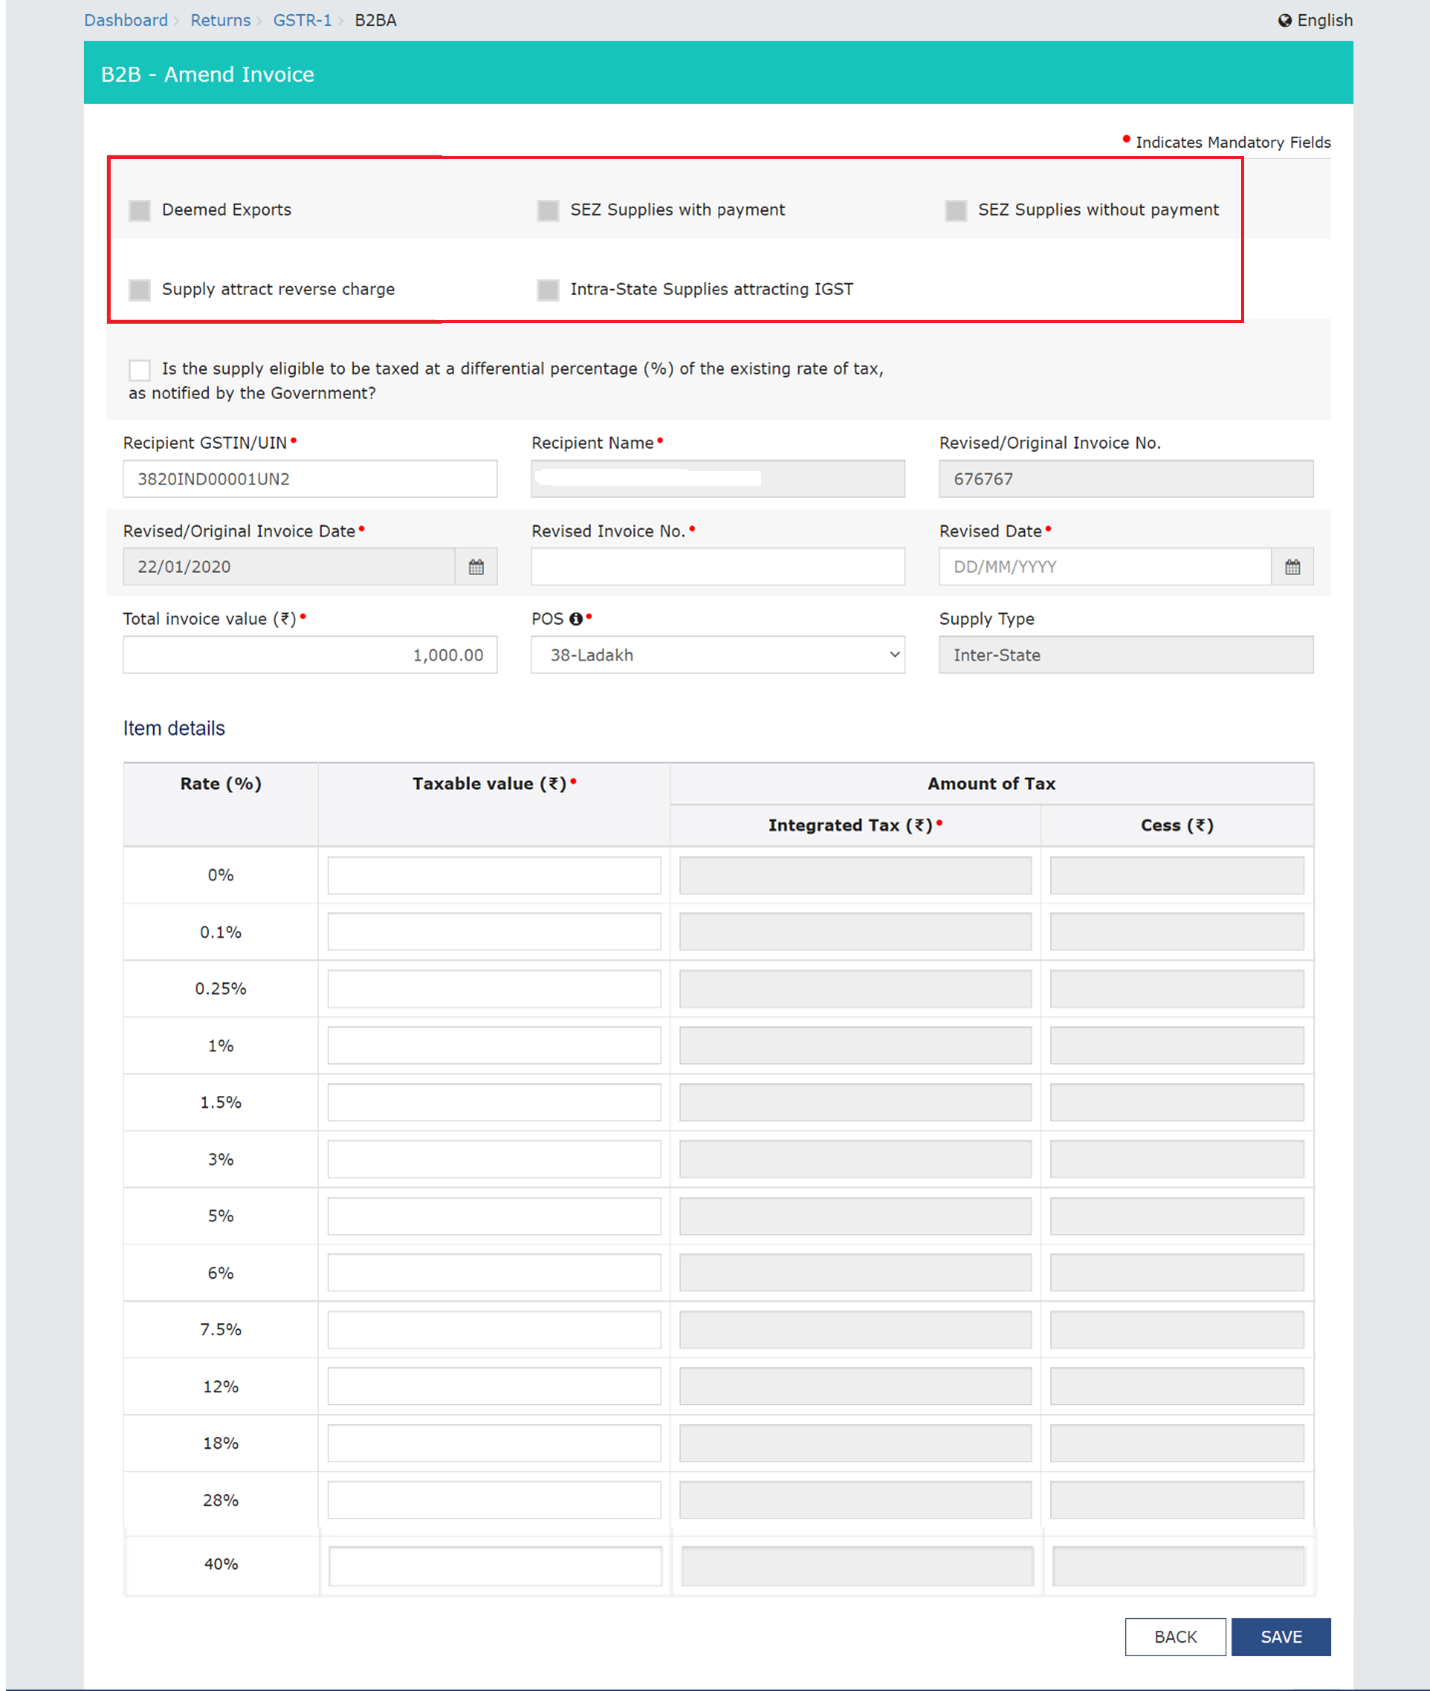 Dashboard > Returns > GSTR-1 > B2BA English
B2B - Amend Invoice
• Indicates Mandatory Fields
Deemed Exports SEZ Supplies with payment SEZ Supplies without payment
Supply attract reverse charge Intra-State Supplies attracting IGST
Is the supply eligible to be taxed at a differential percentage (%) of the existing rate of tax,
as notified by the Government?
Recipient GSTIN/UIN• Recipient Name• Revised/Original Invoice No.
3820IND00001UN2 676767
Revised/Original Invoice Date• Revised Invoice No.• Revised Date•
22/01/2020 DD/MM/YYYY
Total invoice value (₹)• POS • Supply Type
1,000.00 38-Ladakh Inter-State
Item details
Rate (%) Taxable value (₹)• Amount of Tax
Integrated Tax (₹)• Cess (₹)
0%
0.1%
0.25%
1%
1.5%
3%
5%
6%
7.5%
12%
18%
28%
40%
BACK SAVE